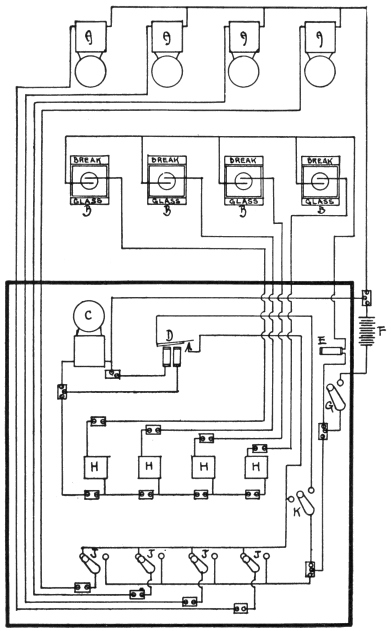 A A A A
BREAK BREAK BREAK BREAK
GLASS GLASS GLASS GLASS
B B B B
C
D
E
F
G
H H H H
K
J J J J